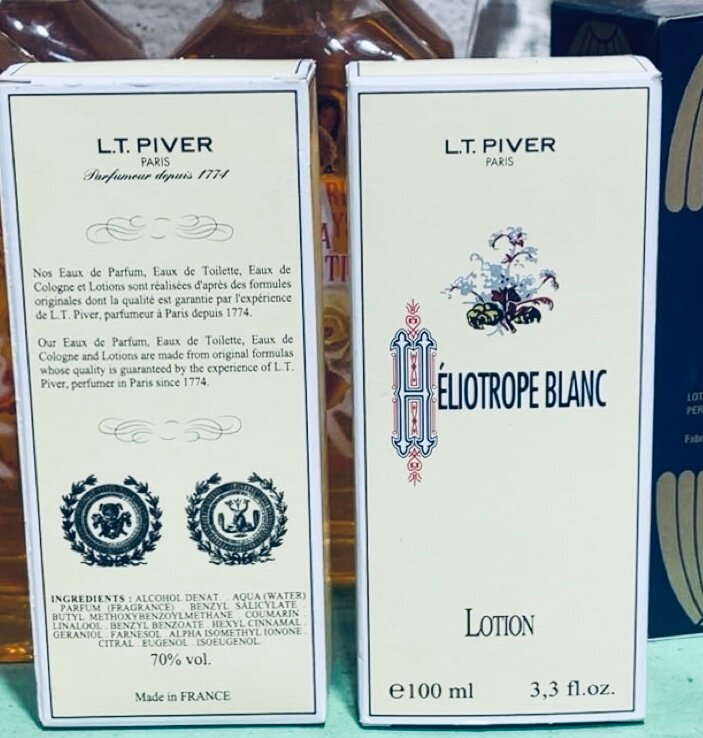 L.T. PIVER
PARIS
Parfumeur depuis 1774
Nos Eaux de Parfum, Eaux de Toilette, Eaux de
Cologne et Lotions sont réalisées d'après des formules
originales dont la qualité est garantie par l'expérience
de L.T. Piver, parfumeur à Paris depuis 1774.
Our Eaux de Parfum, Eaux de Toilette, Eaux de
Cologne and Lotions are made from original formulas
whose quality is guaranteed by the experience of L.T.
Piver, perfumer in Paris since 1774.
INGREDIENTS : ALCOHOL DENAT. . AQUA (WATER)
. PARFUM (FRAGRANCE) . BENZYL SALICYLATE .
BUTYL METHOXYBENZOYLMETHANE . COUMARIN .
LINALOOL . BENZYL BENZOATE . HEXYL CINNAMAL .
GERANIOL . FARNESOL . ALPHA ISOMETHYL IONONE .
CITRAL . EUGENOL . ISOEUGENOL.
70% vol.
Made in FRANCE
L.T. PIVER
PARIS
HÉLIOTROPE BLANC
LOTION
℮100 ml 3,3 fl.oz.
LOT
PER
Fabr